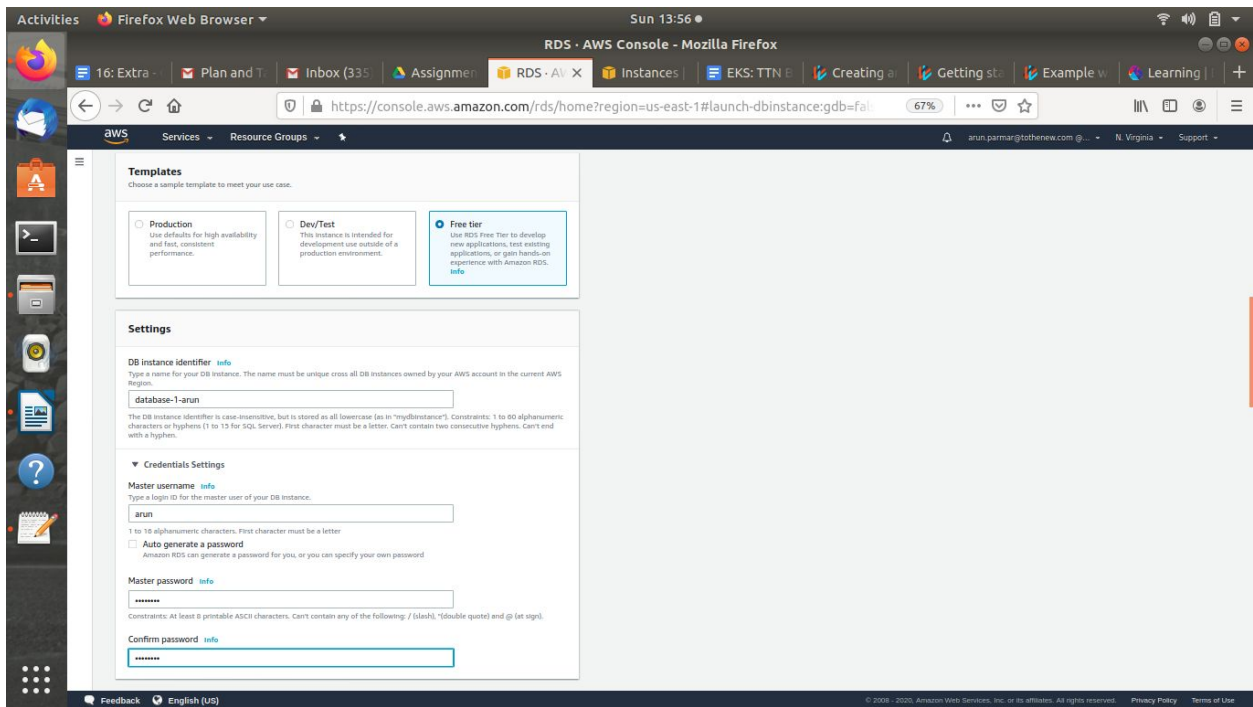 Activities Firefox Web Browser Sun 13:56
RDS · AWS Console - Mozilla Firefox
16: Extra - Plan and T Inbox (335 Assignmen RDS · AW Instances | EKS: TTN B Creating a Getting sta Example w Learning |
https://console.aws.amazon.com/rds/home?region=us-east-1#launch-dbinstance:gdb=fal 67%
aws Services Resource Groups arun.parmar@tothenew.com @... N. Virginia Support
Templates
Choose a sample template to meet your use case.
Production
Use defaults for high availability
and fast, consistent
performance.
Dev/Test
This instance is intended for
development use outside of a
production environment.
Free tier
Use RDS Free Tier to develop
new applications, test existing
applications, or gain hands-on
experience with Amazon RDS.
Info
Settings
DB instance identifier Info
Type a name for your DB instance. The name must be unique cross all DB instances owned by your AWS account in the current AWS
Region.
database-1-arun
The DB instance identifier is case-insensitive, but is stored as all lowercase (as in "mydbinstance"). Constraints: 1 to 60 alphanumeric
characters or hyphens (1 to 15 for SQL Server). First character must be a letter. Can't contain two consecutive hyphens. Can't end
with a hyphen.
Credentials Settings
Master username Info
Type a login ID for the master user of your DB instance.
arun
1 to 16 alphanumeric characters. First character must be a letter
Auto generate a password
Amazon RDS can generate a password for you, or you can specify your own password
Master password Info
••••••••
Constraints: At least 8 printable ASCII characters. Can't contain any of the following: / (slash), "(double quote) and @ (at sign).
Confirm password Info
••••••••
Feedback English (US) © 2008 - 2020, Amazon Web Services, Inc. or its affiliates. All rights reserved. Privacy Policy Terms of Use